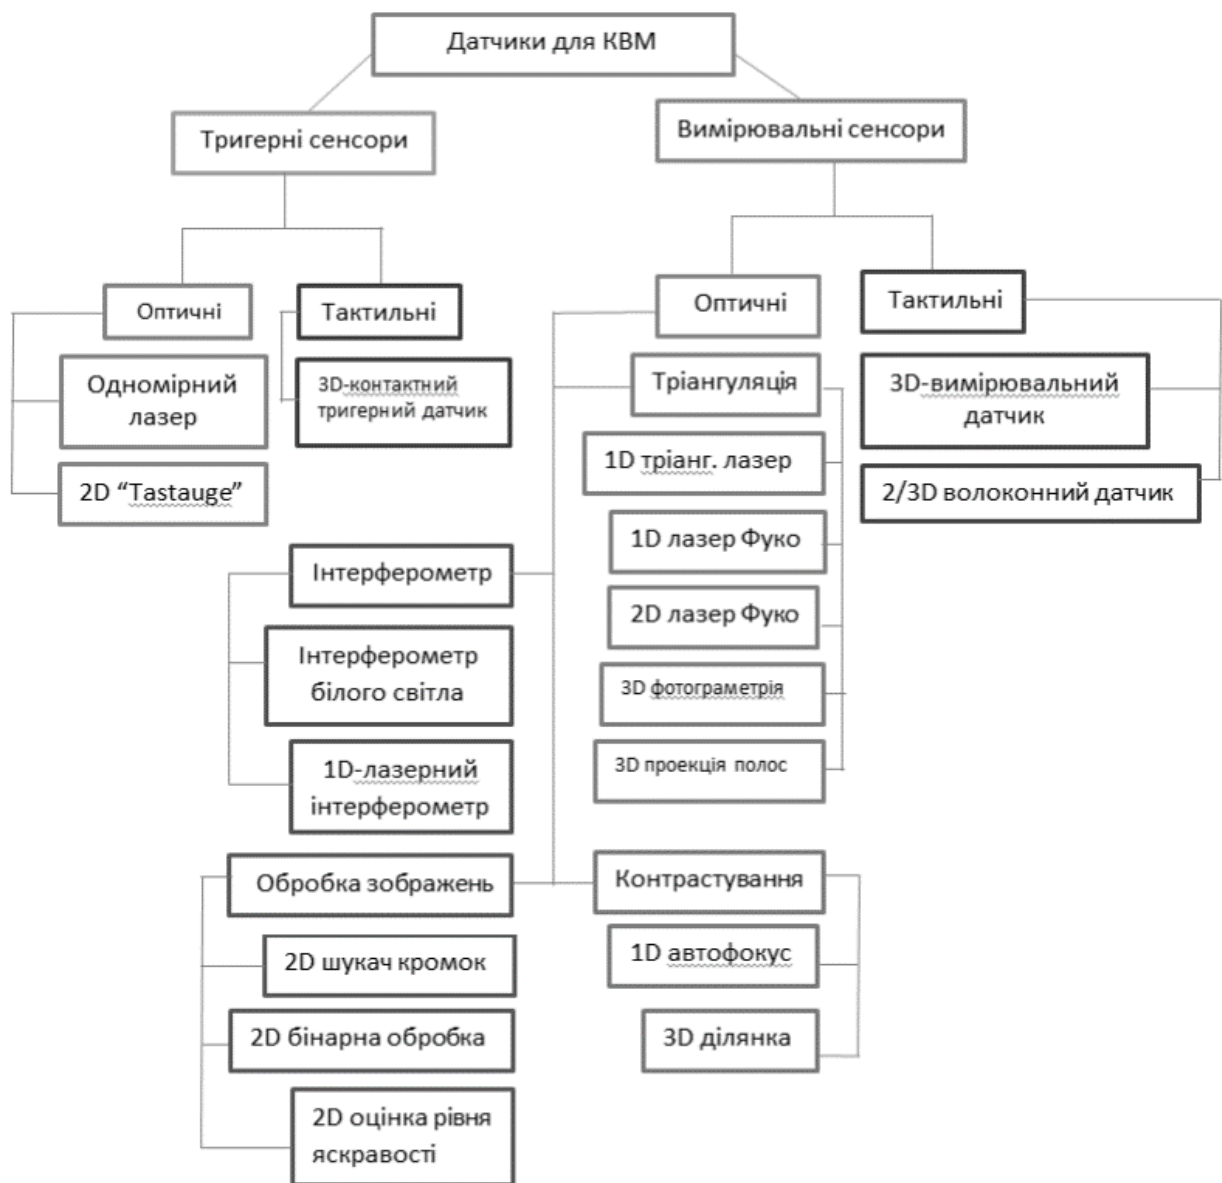 Датчики для КВМ
Тригерні сенсори
Вимірювальні сенсори
Оптичні
Тактильні
Одномірний
лазер
2D “Tastauge”
3D-контактний
тригерний датчик
Оптичні
Тактильні
Тріангуляція
1D тріанг. лазер
1D лазер Фуко
2D лазер Фуко
3D фотограметрія
3D проекція полос
3D-вимірювальний
датчик
2/3D волоконний датчик
Інтерферометр
Інтерферометр
білого світла
1D-лазерний
інтерферометр
Обробка зображень
2D шукач кромок
2D бінарна обробка
2D оцінка рівня
яскравості
Контрастування
1D автофокус
3D ділянка